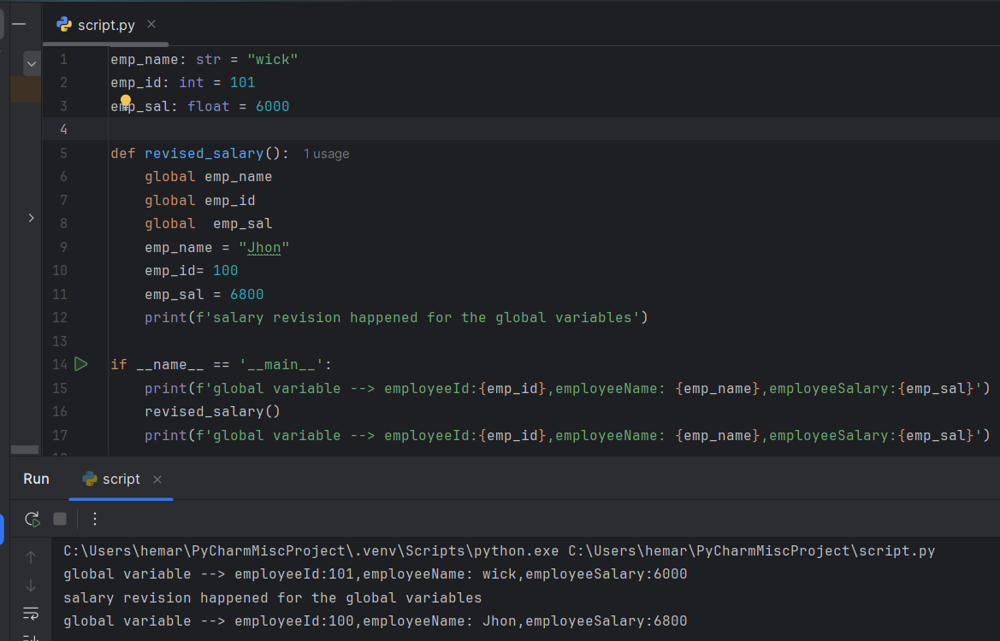 script.py
1 emp_name: str = "wick"
2 emp_id: int = 101
3 emp_sal: float = 6000
4
5 def revised_salary(): 1 usage
6     global emp_name
7     global emp_id
8     global  emp_sal
9     emp_name = "Jhon"
10     emp_id= 100
11     emp_sal = 6800
12     print(f'salary revision happened for the global variables')
13
14 if __name__ == '__main__':
15     print(f'global variable --> employeeId:{emp_id},employeeName: {emp_name},employeeSalary:{emp_sal}')
16     revised_salary()
17     print(f'global variable --> employeeId:{emp_id},employeeName: {emp_name},employeeSalary:{emp_sal}')
Run script
C:\Users\hemar\PyCharmMiscProject\.venv\Scripts\python.exe C:\Users\hemar\PyCharmMiscProject\script.py
global variable --> employeeId:101,employeeName: wick,employeeSalary:6000
salary revision happened for the global variables
global variable --> employeeId:100,employeeName: Jhon,employeeSalary:6800